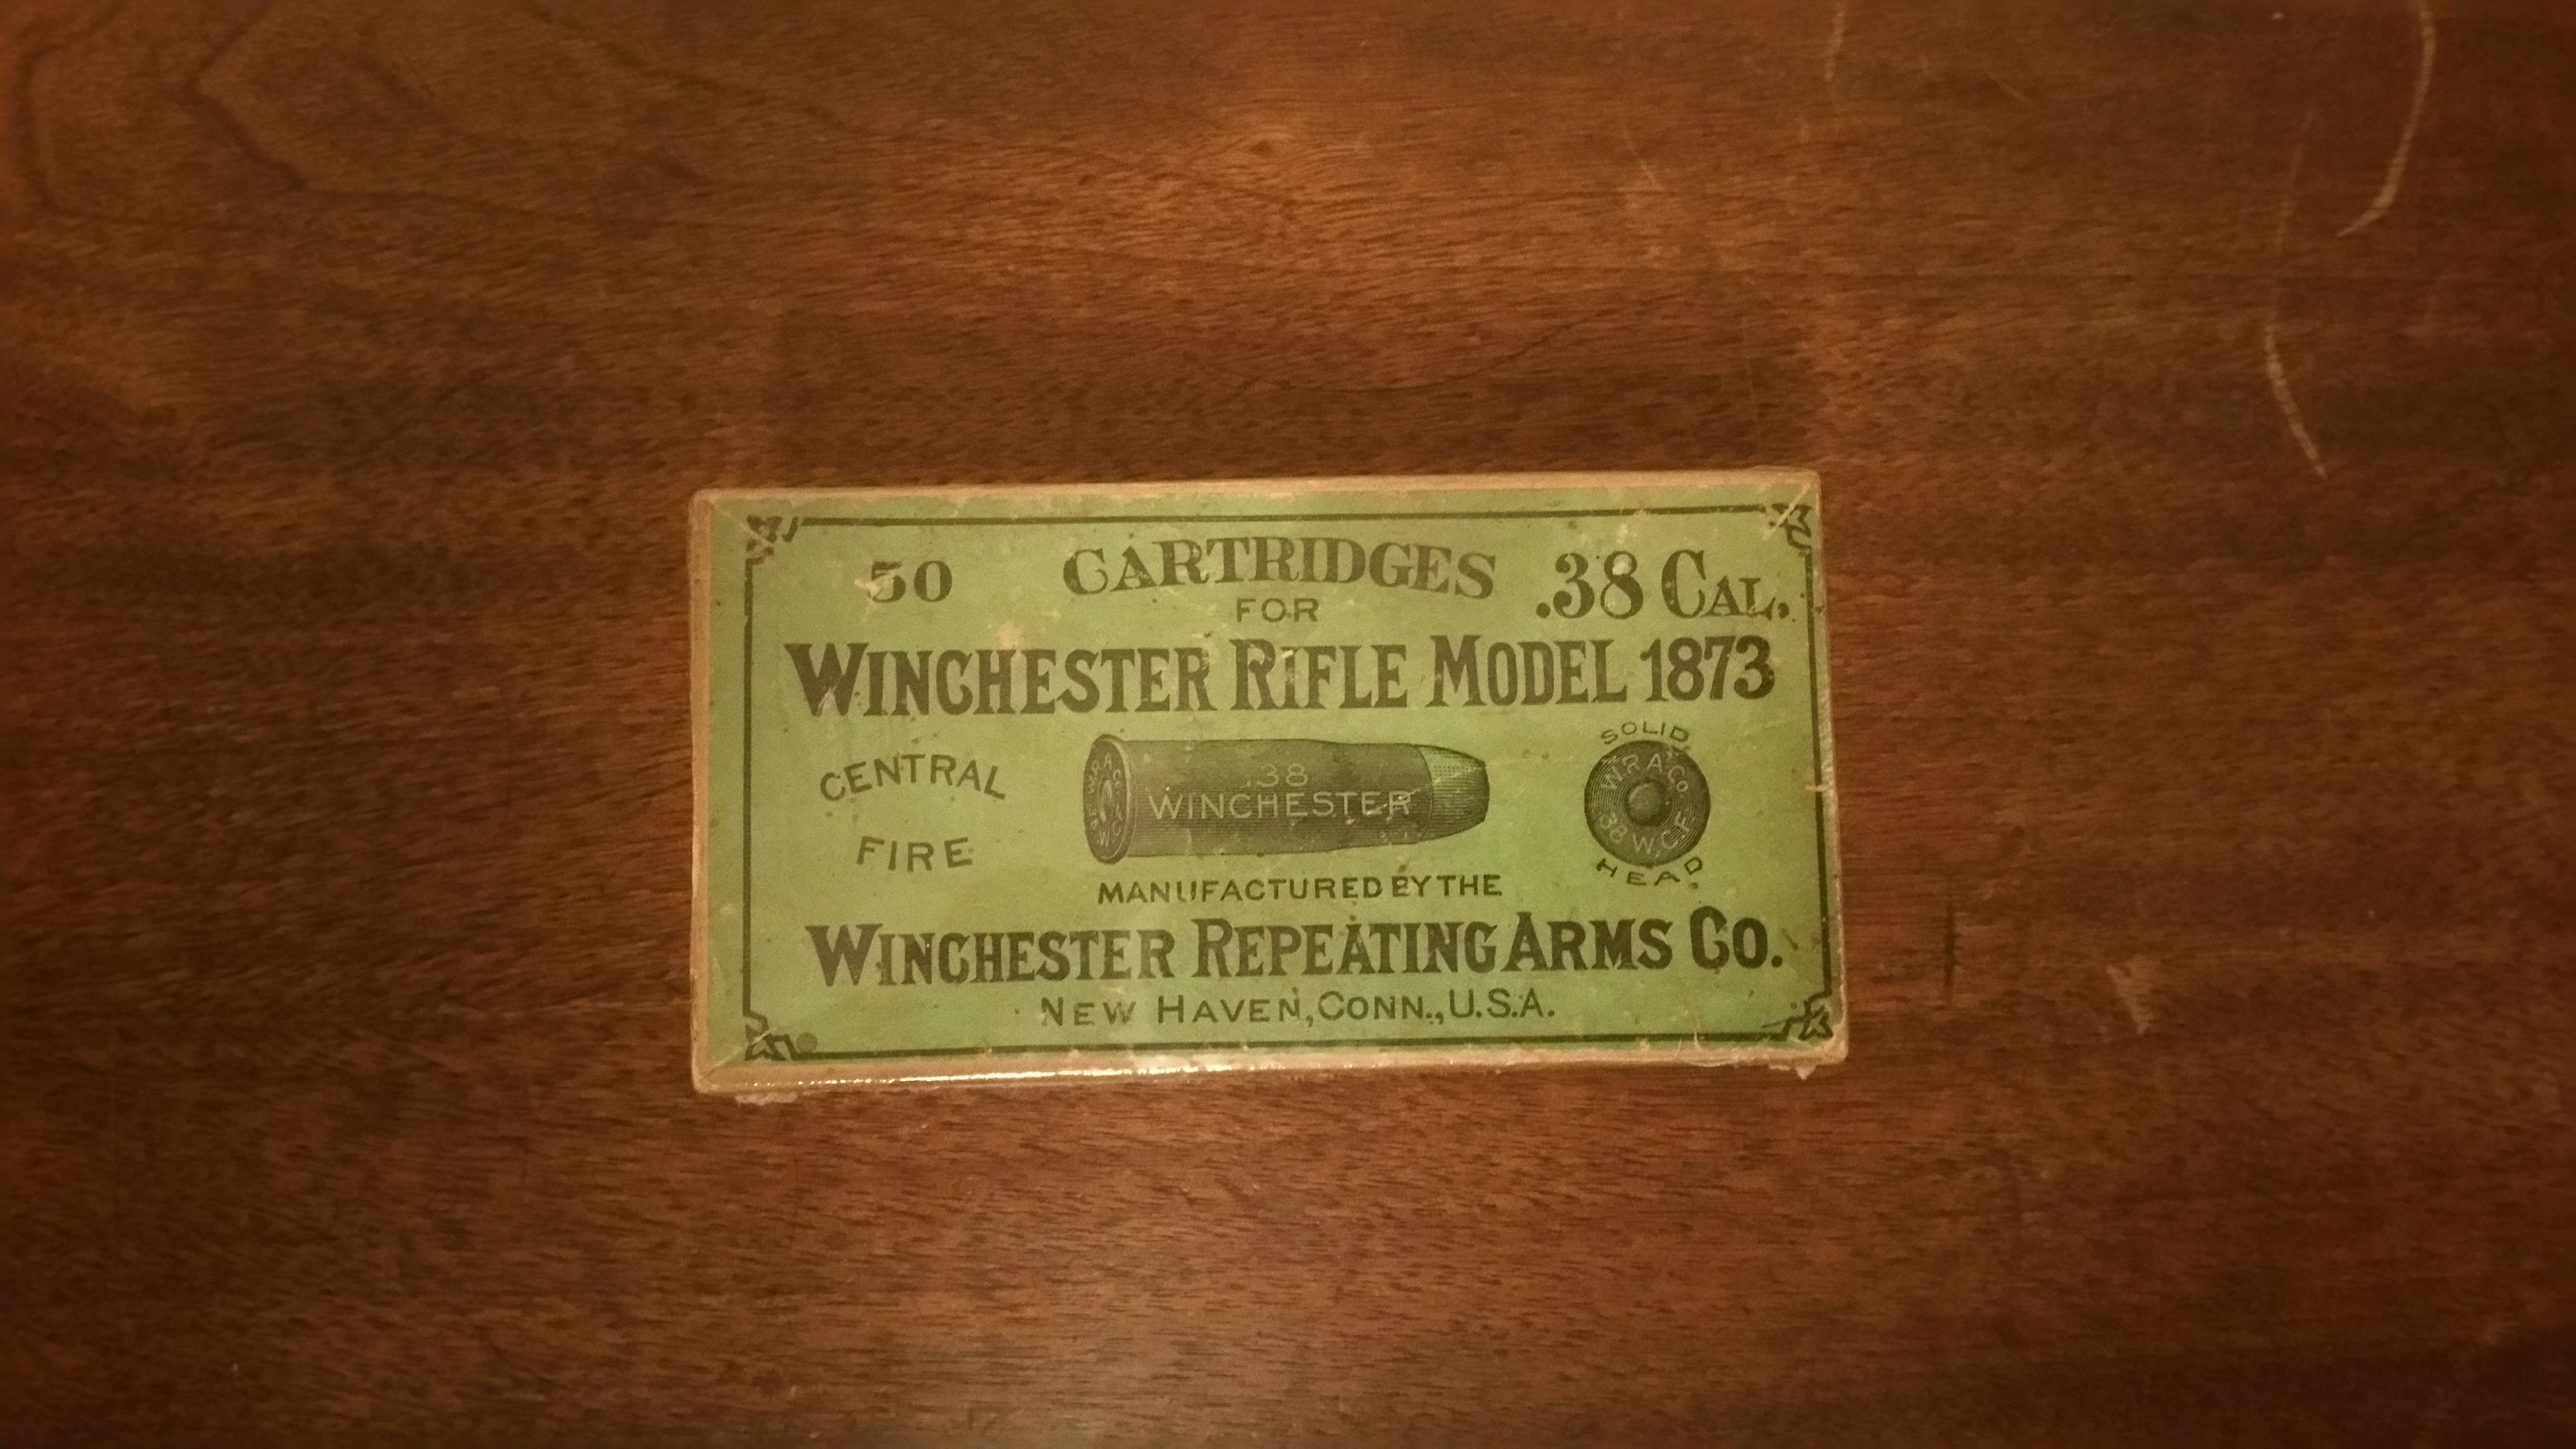 50 CARTRIDGES .38 CAL.
FOR
WINCHESTER RIFLE MODEL 1873
CENTRAL
FIRE
.38
WINCHESTER
SOLID
W.R.A.Co.
38 W.C.F.
HEAD.
MANUFACTURED BY THE
WINCHESTER REPEATING ARMS CO.
NEW HAVEN, CONN., U.S.A.